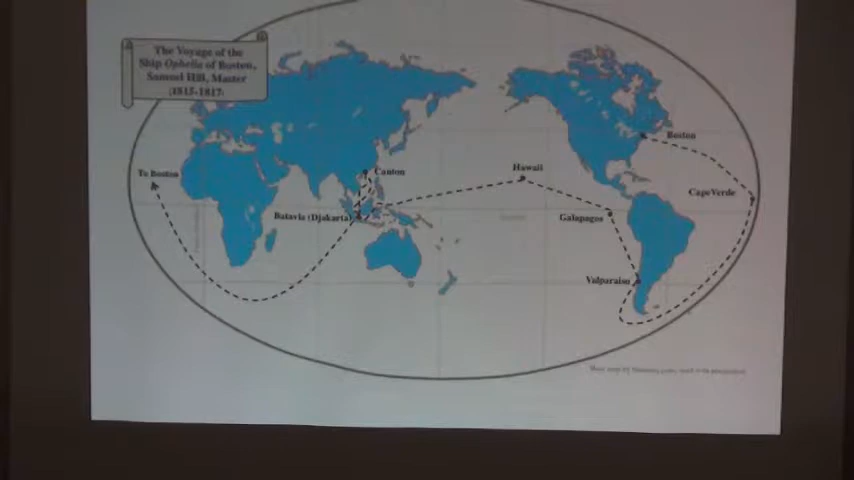 The Voyage of the
Ship Ophelia of Boston,
Samuel Hill, Master
(1815-1817)
Boston
To Boston
Canton
Hawaii
Cape Verde
Batavia (Djakarta)
Galapagos
Valparaiso